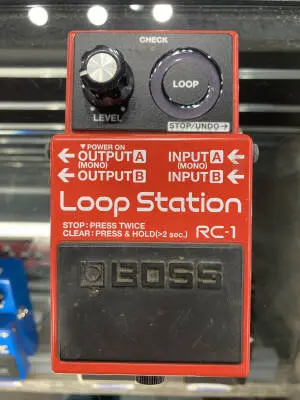 CHECK
LOOP
LEVEL
STOP/UNDO→
▼POWER ON
←OUTPUT A INPUT A←
(MONO) (MONO)
←OUTPUT B INPUT B←
Loop Station
STOP:PRESS TWICE
CLEAR:PRESS & HOLD(>2 sec.) RC-1
BOSS